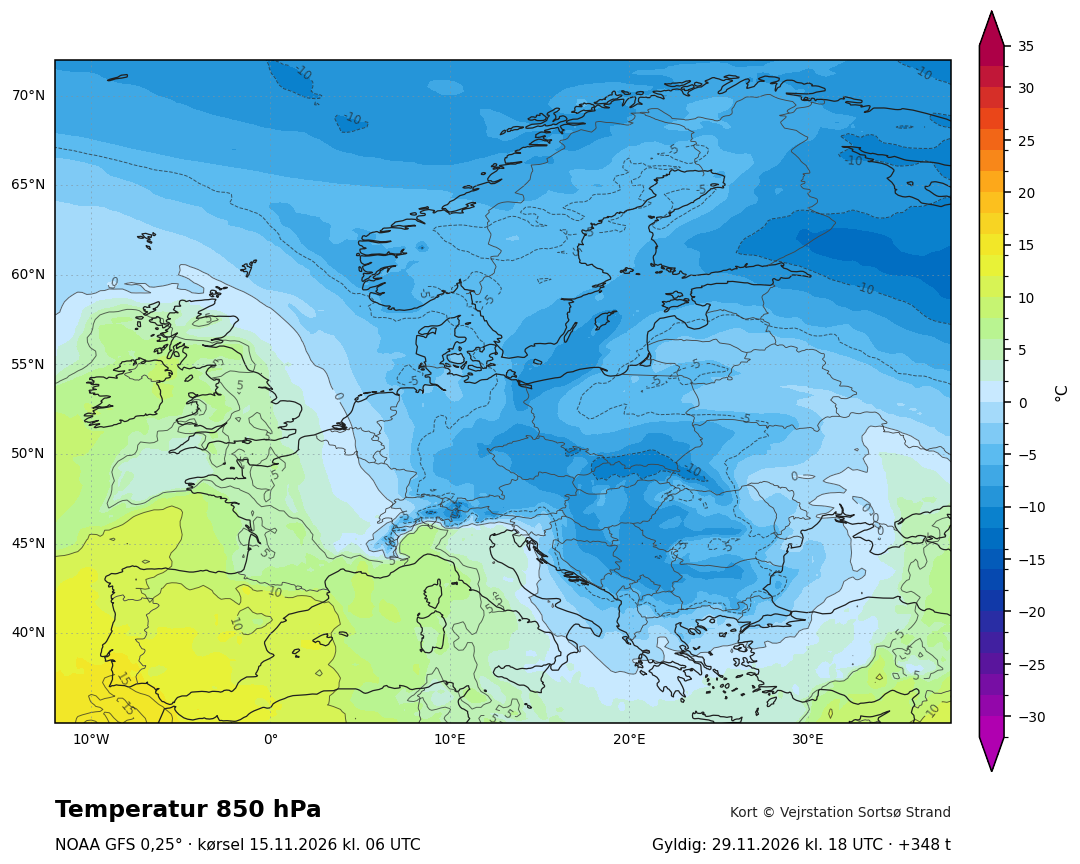 70°N
65°N
60°N
55°N
50°N
45°N
40°N
10°W
0°
10°E
20°E
30°E
35
30
25
20
15
10
5
0
−5
−10
−15
−20
−25
−30
°C
Temperatur 850 hPa
Kort © Vejrstation Sortsø Strand
NOAA GFS 0,25° · kørsel 15.11.2026 kl. 06 UTC
Gyldig: 29.11.2026 kl. 18 UTC · +348 t